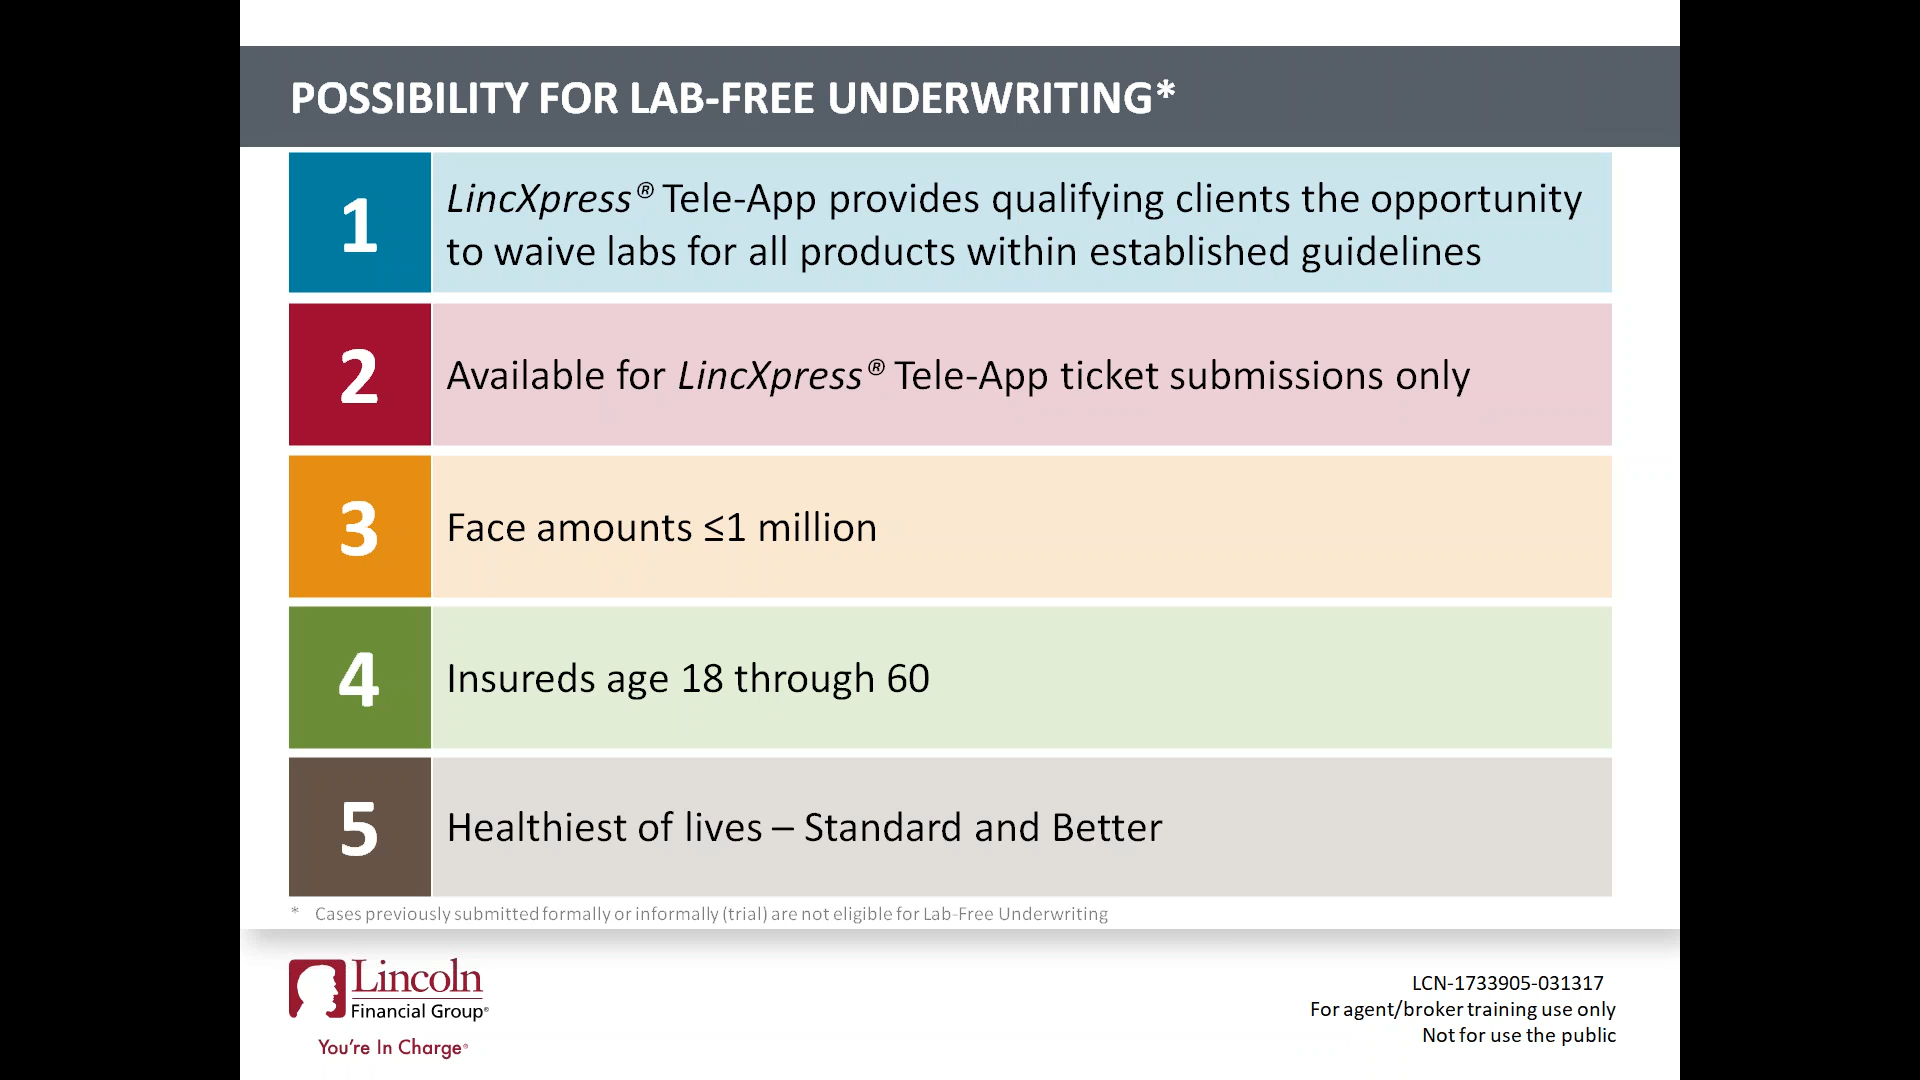 POSSIBILITY FOR LAB-FREE UNDERWRITING*
1
LincXpress® Tele-App provides qualifying clients the opportunity
to waive labs for all products within established guidelines
2
Available for LincXpress® Tele-App ticket submissions only
3
Face amounts ≤1 million
4
Insureds age 18 through 60
5
Healthiest of lives – Standard and Better
* Cases previously submitted formally or informally (trial) are not eligible for Lab-Free Underwriting
Lincoln
Financial Group®
You're In Charge®
LCN-1733905-031317
For agent/broker training use only
Not for use the public